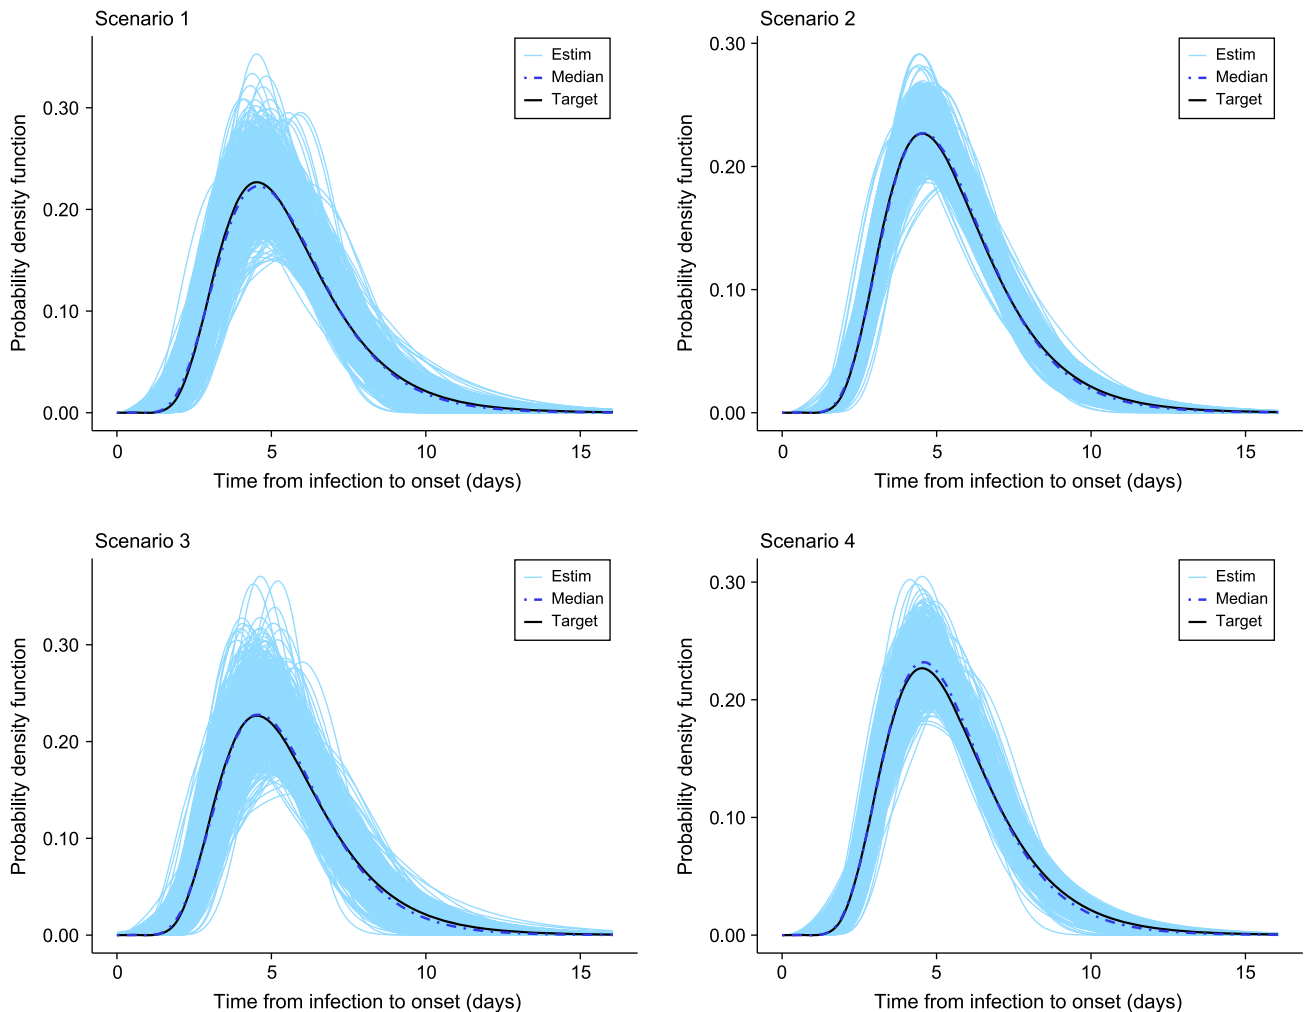 Scenario 1
Probability density function
0.30
0.20
0.10
0.00
Estim
Median
Target
0 5 10 15
Time from infection to onset (days)
Scenario 2
Probability density function
0.30
0.20
0.10
0.00
Estim
Median
Target
0 5 10 15
Time from infection to onset (days)
Scenario 3
Probability density function
0.30
0.20
0.10
0.00
Estim
Median
Target
0 5 10 15
Time from infection to onset (days)
Scenario 4
Probability density function
0.30
0.20
0.10
0.00
Estim
Median
Target
0 5 10 15
Time from infection to onset (days)